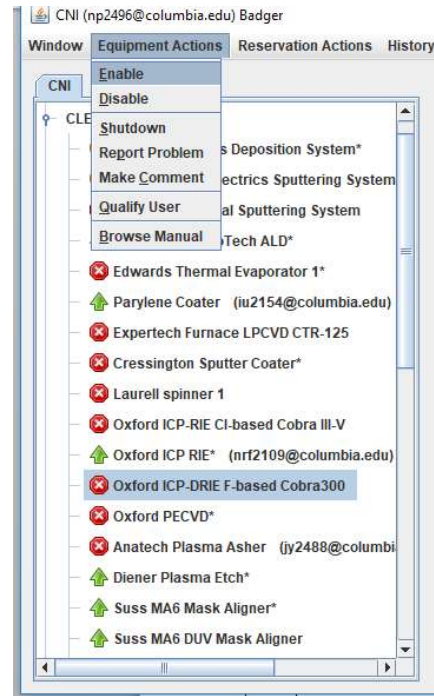 CNI (np2496@columbia.edu) Badger
Window Equipment Actions Reservation Actions History
Enable
Disable
Shutdown
Report Problem
Make Comment
Qualify User
Browse Manual
CNI
CLE
s Deposition System*
ectrics Sputtering System
al Sputtering System
Tech ALD*
Edwards Thermal Evaporator 1*
Parylene Coater (iu2154@columbia.edu)
Expertech Furnace LPCVD CTR-125
Cressington Sputter Coater*
Laurell spinner 1
Oxford ICP-RIE Cl-based Cobra III-V
Oxford ICP RIE* (nrf2109@columbia.edu)
Oxford ICP-DRIE F-based Cobra300
Oxford PECVD*
Anatech Plasma Asher (jy2488@columbi
Diener Plasma Etch*
Suss MA6 Mask Aligner*
Suss MA6 DUV Mask Aligner